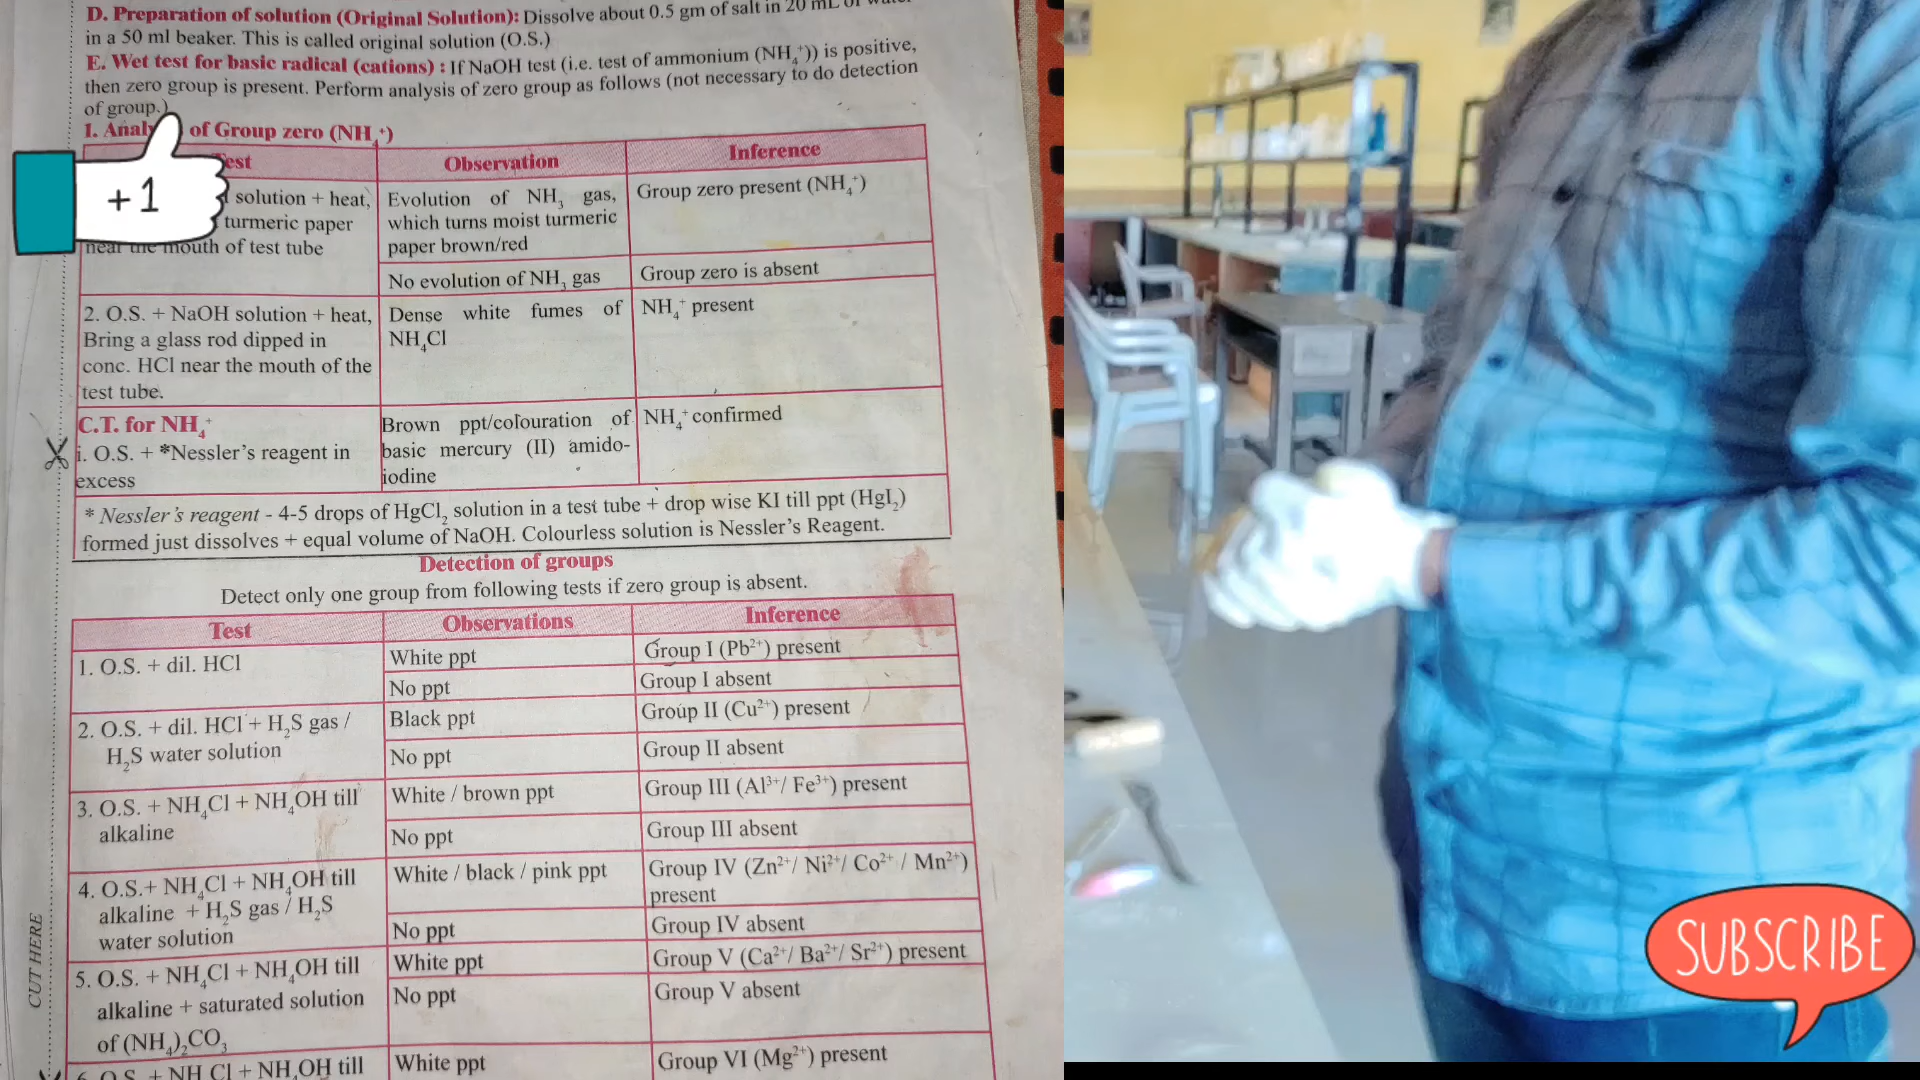 D. Preparation of solution (Original Solution): Dissolve about 0.5 gm of salt in 20 mL of water
in a 50 ml beaker. This is called original solution (O.S.)
E. Wet test for basic radical (cations) : If NaOH test (i.e. test of ammonium (NH₄⁺)) is positive,
then zero group is present. Perform analysis of zero group as follows (not necessary to do detection
of group.)
I. Analy of Group zero (NH₄⁺)
est
Observation
Inference
solution + heat,
turmeric paper
near the mouth of test tube
Evolution of NH₃ gas,
which turns moist turmeric
paper brown/red
Group zero present (NH₄⁺)
No evolution of NH₃ gas
Group zero is absent
2. O.S. + NaOH solution + heat,
Bring a glass rod dipped in
conc. HCl near the mouth of the
test tube.
Dense white fumes of
NH₄Cl
NH₄⁺ present
C.T. for NH₄⁺
i. O.S. + *Nessler's reagent in
excess
Brown ppt/colouration of
basic mercury (II) amido-
iodine
NH₄⁺ confirmed
* Nessler's reagent - 4-5 drops of HgCl₂ solution in a test tube + drop wise KI till ppt (HgI₂)
formed just dissolves + equal volume of NaOH. Colourless solution is Nessler's Reagent.
Detection of groups
Detect only one group from following tests if zero group is absent.
Test
Observations
Inference
1. O.S. + dil. HCl
White ppt
Group I (Pb²⁺) present
No ppt
Group I absent
2. O.S. + dil. HCl + H₂S gas /
H₂S water solution
Black ppt
Group II (Cu²⁺) present
No ppt
Group II absent
3. O.S. + NH₄Cl + NH₄OH till
alkaline
White / brown ppt
Group III (Al³⁺/ Fe³⁺) present
No ppt
Group III absent
4. O.S.+ NH₄Cl + NH₄OH till
alkaline + H₂S gas / H₂S
water solution
White / black / pink ppt
Group IV (Zn²⁺/ Ni²⁺/ Co²⁺ / Mn²⁺)
present
No ppt
Group IV absent
5. O.S. + NH₄Cl + NH₄OH till
alkaline + saturated solution
of (NH₄)₂CO₃
White ppt
Group V (Ca²⁺/ Ba²⁺/ Sr²⁺) present
No ppt
Group V absent
6. O.S. + NH₄Cl + NH₄OH till
White ppt
Group VI (Mg²⁺) present
CUT HERE
+1
SUBSCRIBE